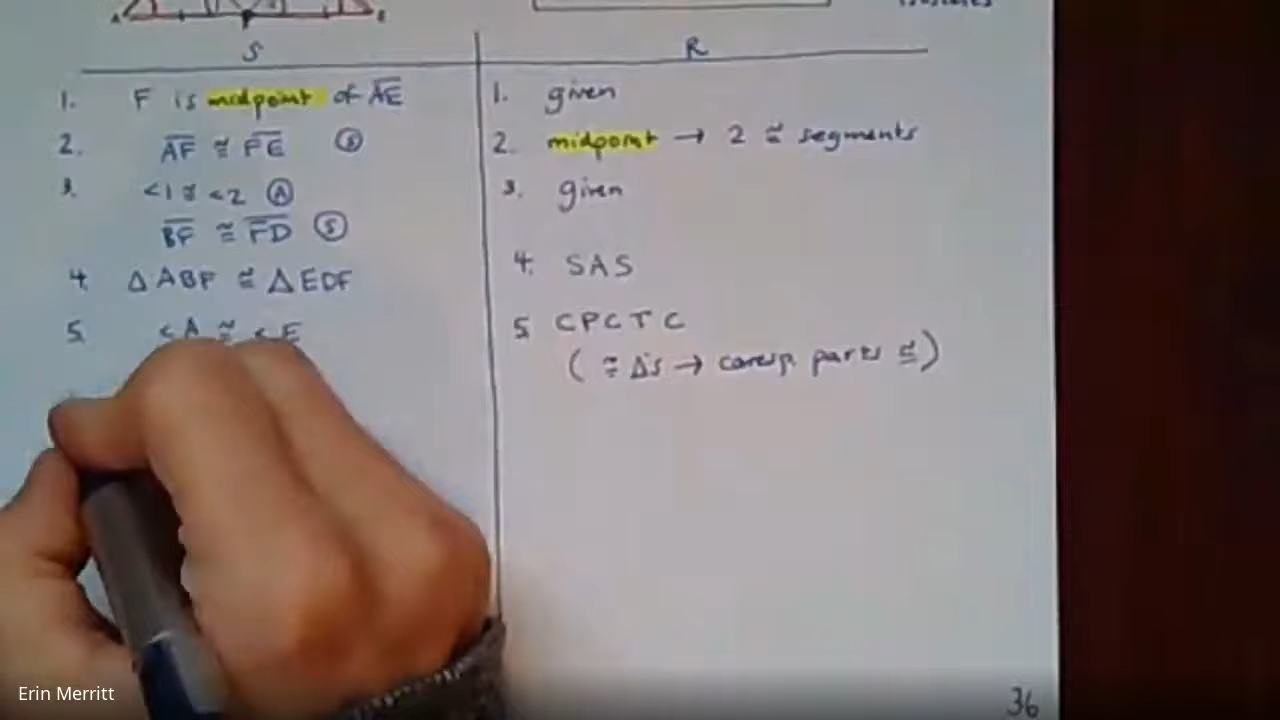 A E
S R
1. F is midpoint of AE 1. given
2. AF ≅ FE Ⓢ 2. midpoint → 2 ≅ segments
3. <1 ≅ <2 Ⓐ 3. given
BF ≅ FD Ⓢ
4. △ABF ≅ △EDF 4. SAS
5. <A ≅ <E 5. CPCTC
(≅ △'s → corresp. parts ≅)
36
Erin Merritt